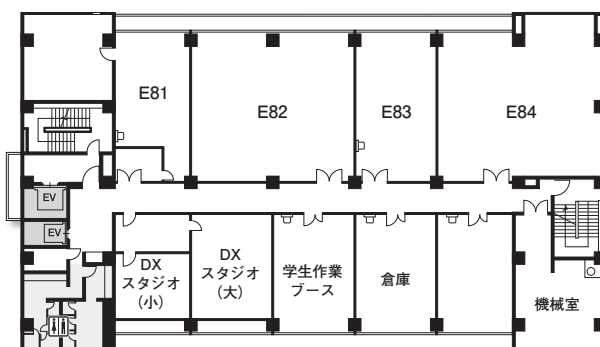 E81
E82
E83
E84
EV
EV
DX
スタジオ
(小)
DX
スタジオ
(大)
学生作業
ブース
倉庫
機械室